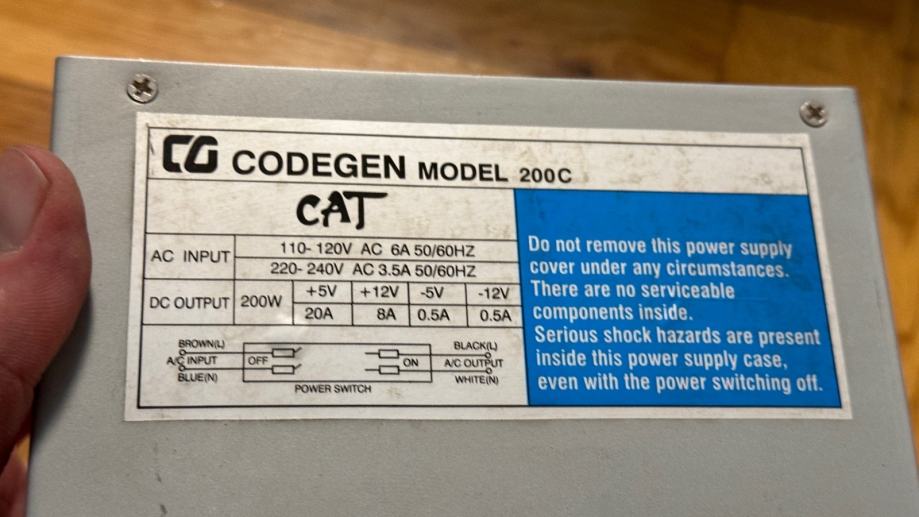 CG CODEGEN MODEL 200C
CAT
AC INPUT
110- 120V AC 6A 50/60HZ
220- 240V AC 3.5A 50/60HZ
DC OUTPUT 200W
+5V +12V -5V -12V
20A 8A 0.5A 0.5A
BROWN(L)
A/C INPUT
BLUE(N)
OFF
ON
POWER SWITCH
BLACK(L)
A/C OUTPUT
WHITE(N)
Do not remove this power supply
cover under any circumstances.
There are no serviceable
components inside.
Serious shock hazards are present
inside this power supply case,
even with the power switching off.